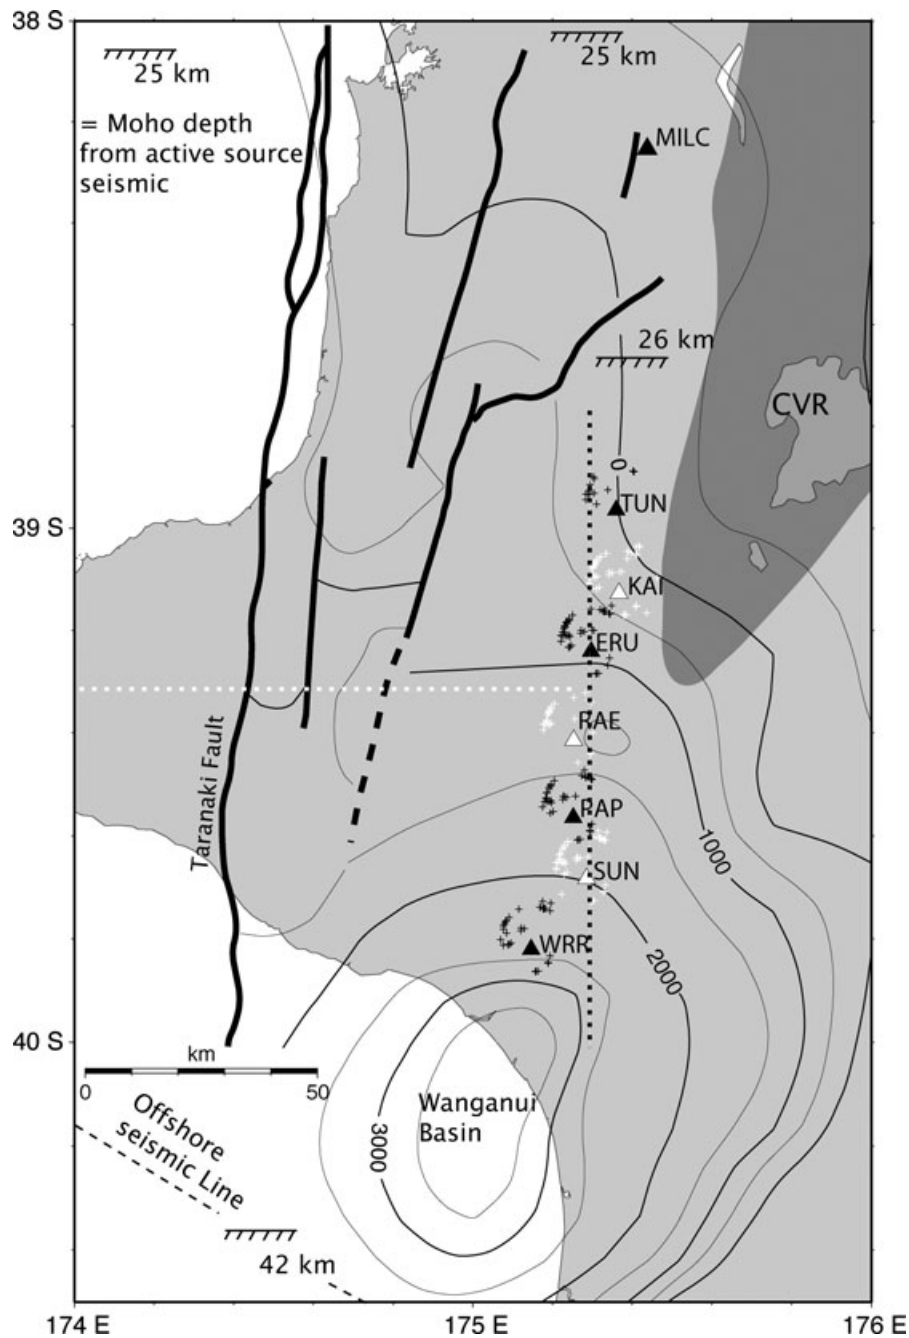 38 S
25 km
25 km
= Moho depth
from active source
seismic
MILC
26 km
CVR
0
TUN
39 S
KAI
ERU
RAE
Taranaki Fault
PAP
1000
SUN
WRR
2000
40 S
km
0
50
Offshore
seismic Line
Wanganui
Basin
3000
42 km
174 E
175 E
176 E